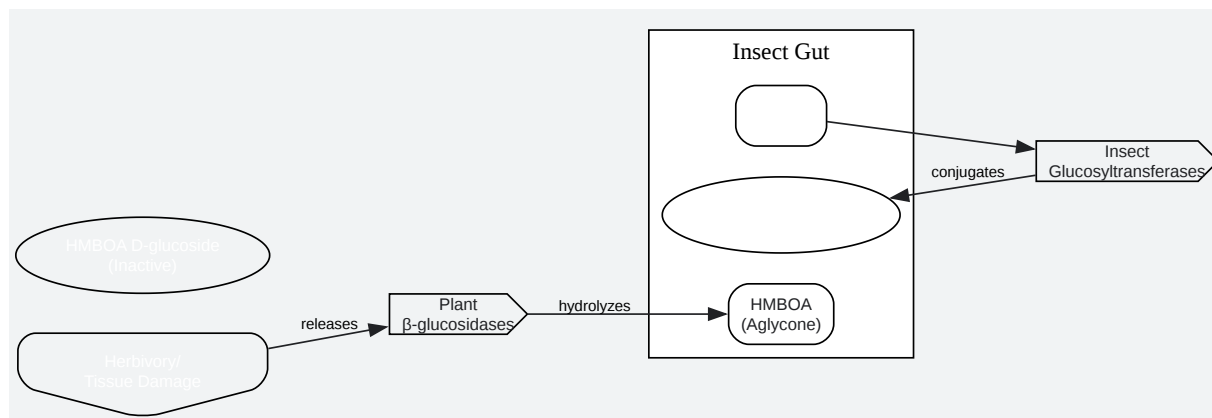 Insect Gut
Insect
Glucosyltransferases
conjugates
HMBOA D-glucoside
(Inactive)
Plant
β-glucosidases
hydrolyzes
HMBOA
(Aglycone)
releases
Herbivory/
Tissue Damage